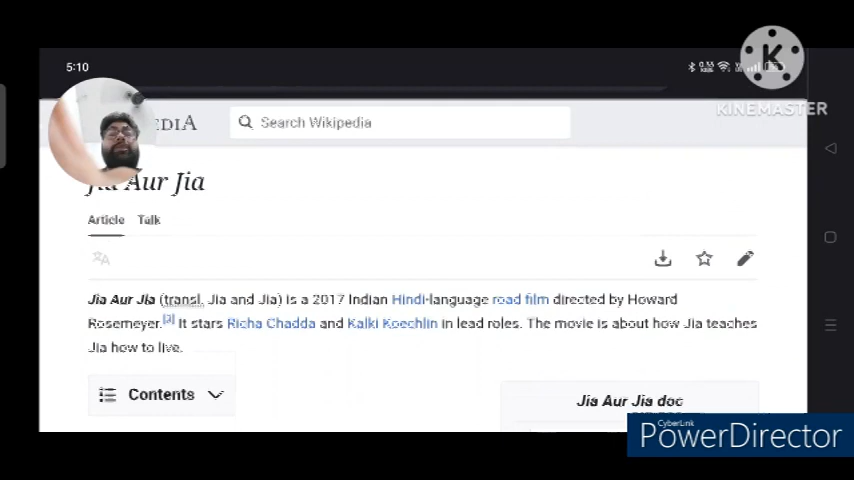 5:10
KINEMASTER
EDIA
Search Wikipedia
Jia Aur Jia
Article Talk
Jia Aur Jia (transl. Jia and Jia) is a 2017 Indian Hindi-language road film directed by Howard
Rosemeyer. It stars Richa Chadda and Kalki Koechlin in lead roles. The movie is about how Jia teaches
Jia how to live.
Contents
Jia Aur Jia doc
CyberLink
PowerDirector